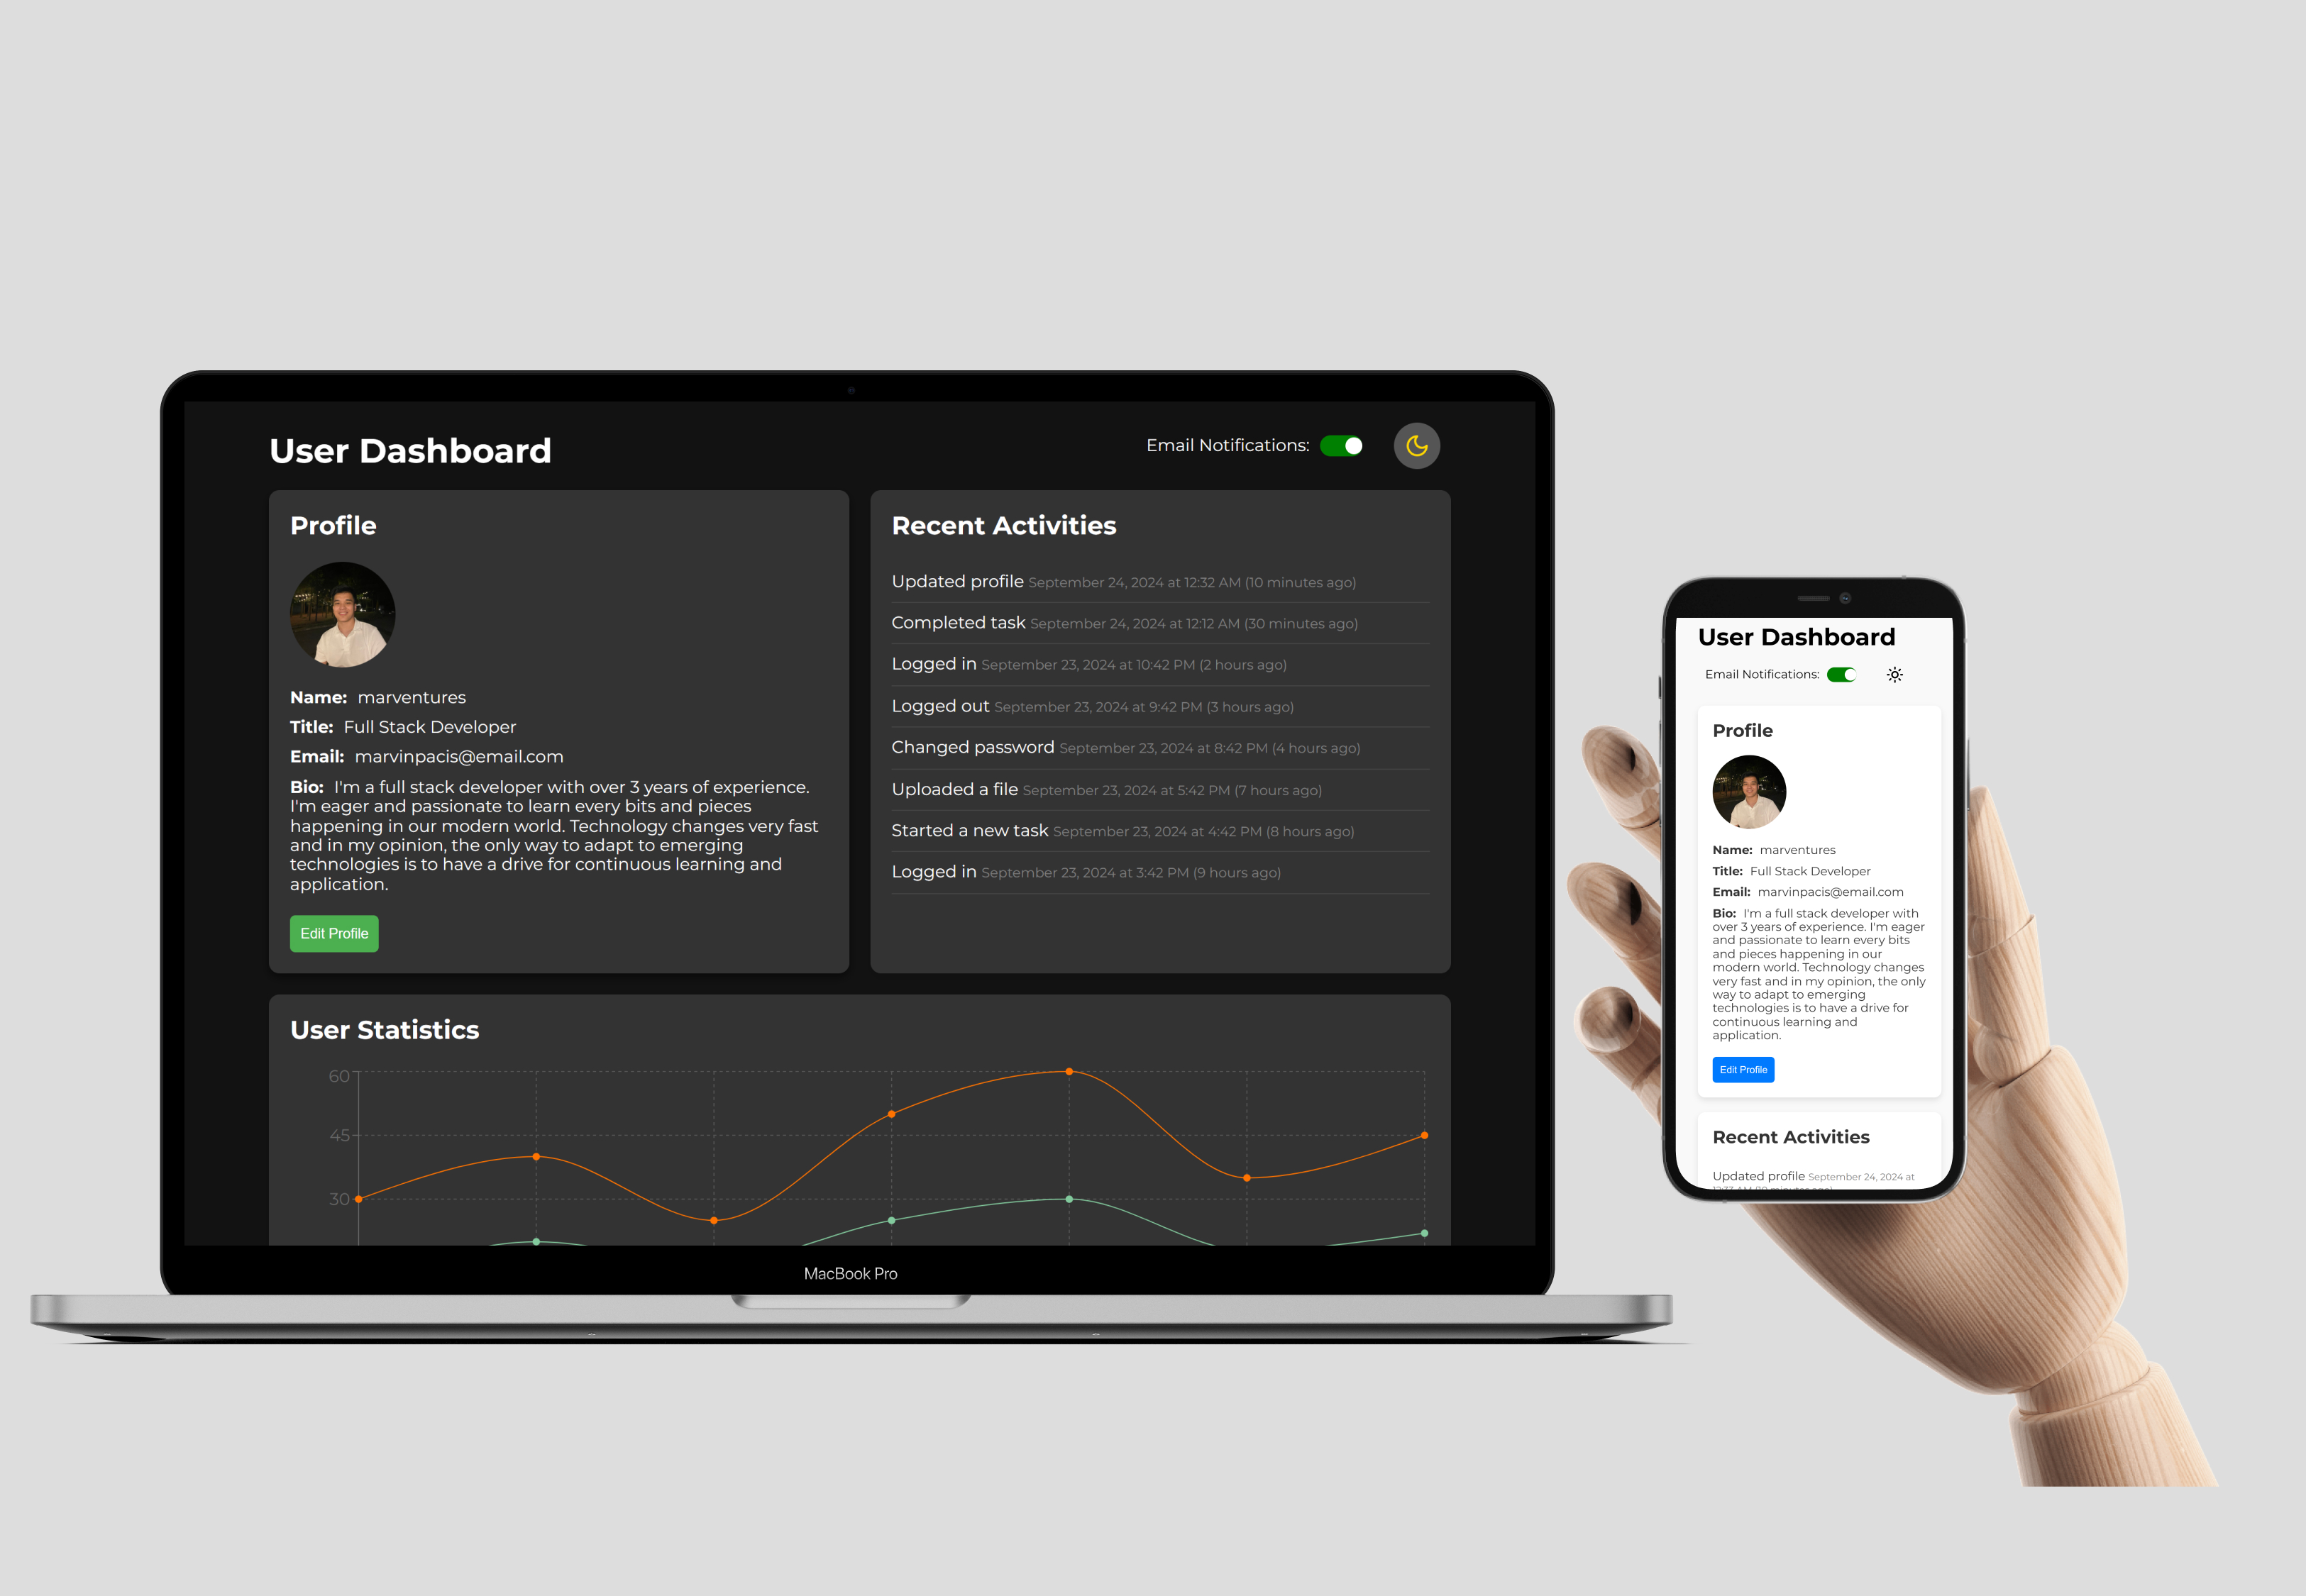 User Dashboard
Email Notifications:
Profile
Name: marventures
Title: Full Stack Developer
Email: marvinpacis@email.com
Bio: I'm a full stack developer with over 3 years of experience.
I'm eager and passionate to learn every bits and pieces
happening in our modern world. Technology changes very fast
and in my opinion, the only way to adapt to emerging
technologies is to have a drive for continuous learning and
application.
Edit Profile
Recent Activities
Updated profile September 24, 2024 at 12:32 AM (10 minutes ago)
Completed task September 24, 2024 at 12:12 AM (30 minutes ago)
Logged in September 23, 2024 at 10:42 PM (2 hours ago)
Logged out September 23, 2024 at 9:42 PM (3 hours ago)
Changed password September 23, 2024 at 8:42 PM (4 hours ago)
Uploaded a file September 23, 2024 at 5:42 PM (7 hours ago)
Started a new task September 23, 2024 at 4:42 PM (8 hours ago)
Logged in September 23, 2024 at 3:42 PM (9 hours ago)
User Statistics
60
45
30
MacBook Pro
User Dashboard
Email Notifications:
Profile
Name: marventures
Title: Full Stack Developer
Email: marvinpacis@email.com
Bio: I'm a full stack developer with
over 3 years of experience. I'm eager
and passionate to learn every bits
and pieces happening in our
modern world. Technology changes
very fast and in my opinion, the only
way to adapt to emerging
technologies is to have a drive for
continuous learning and
application.
Edit Profile
Recent Activities
Updated profile September 24, 2024 at